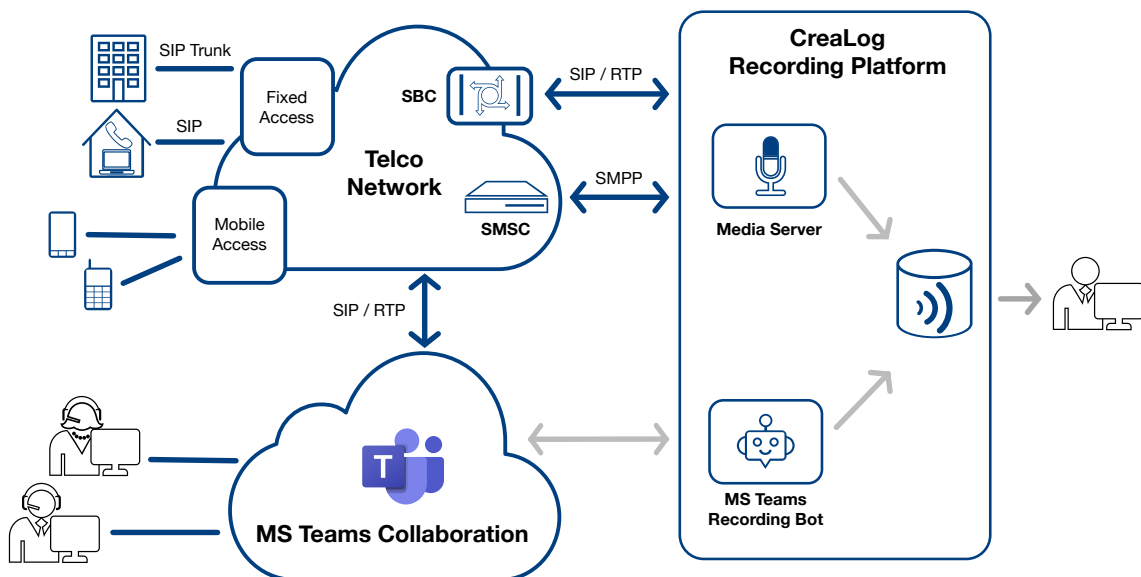 SIP Trunk
SIP
Fixed
Access
Mobile
Access
Telco
Network
SBC
SMSC
SIP / RTP
SMPP
SIP / RTP
CreaLog
Recording Platform
Media Server
MS Teams
Recording Bot
T
MS Teams Collaboration